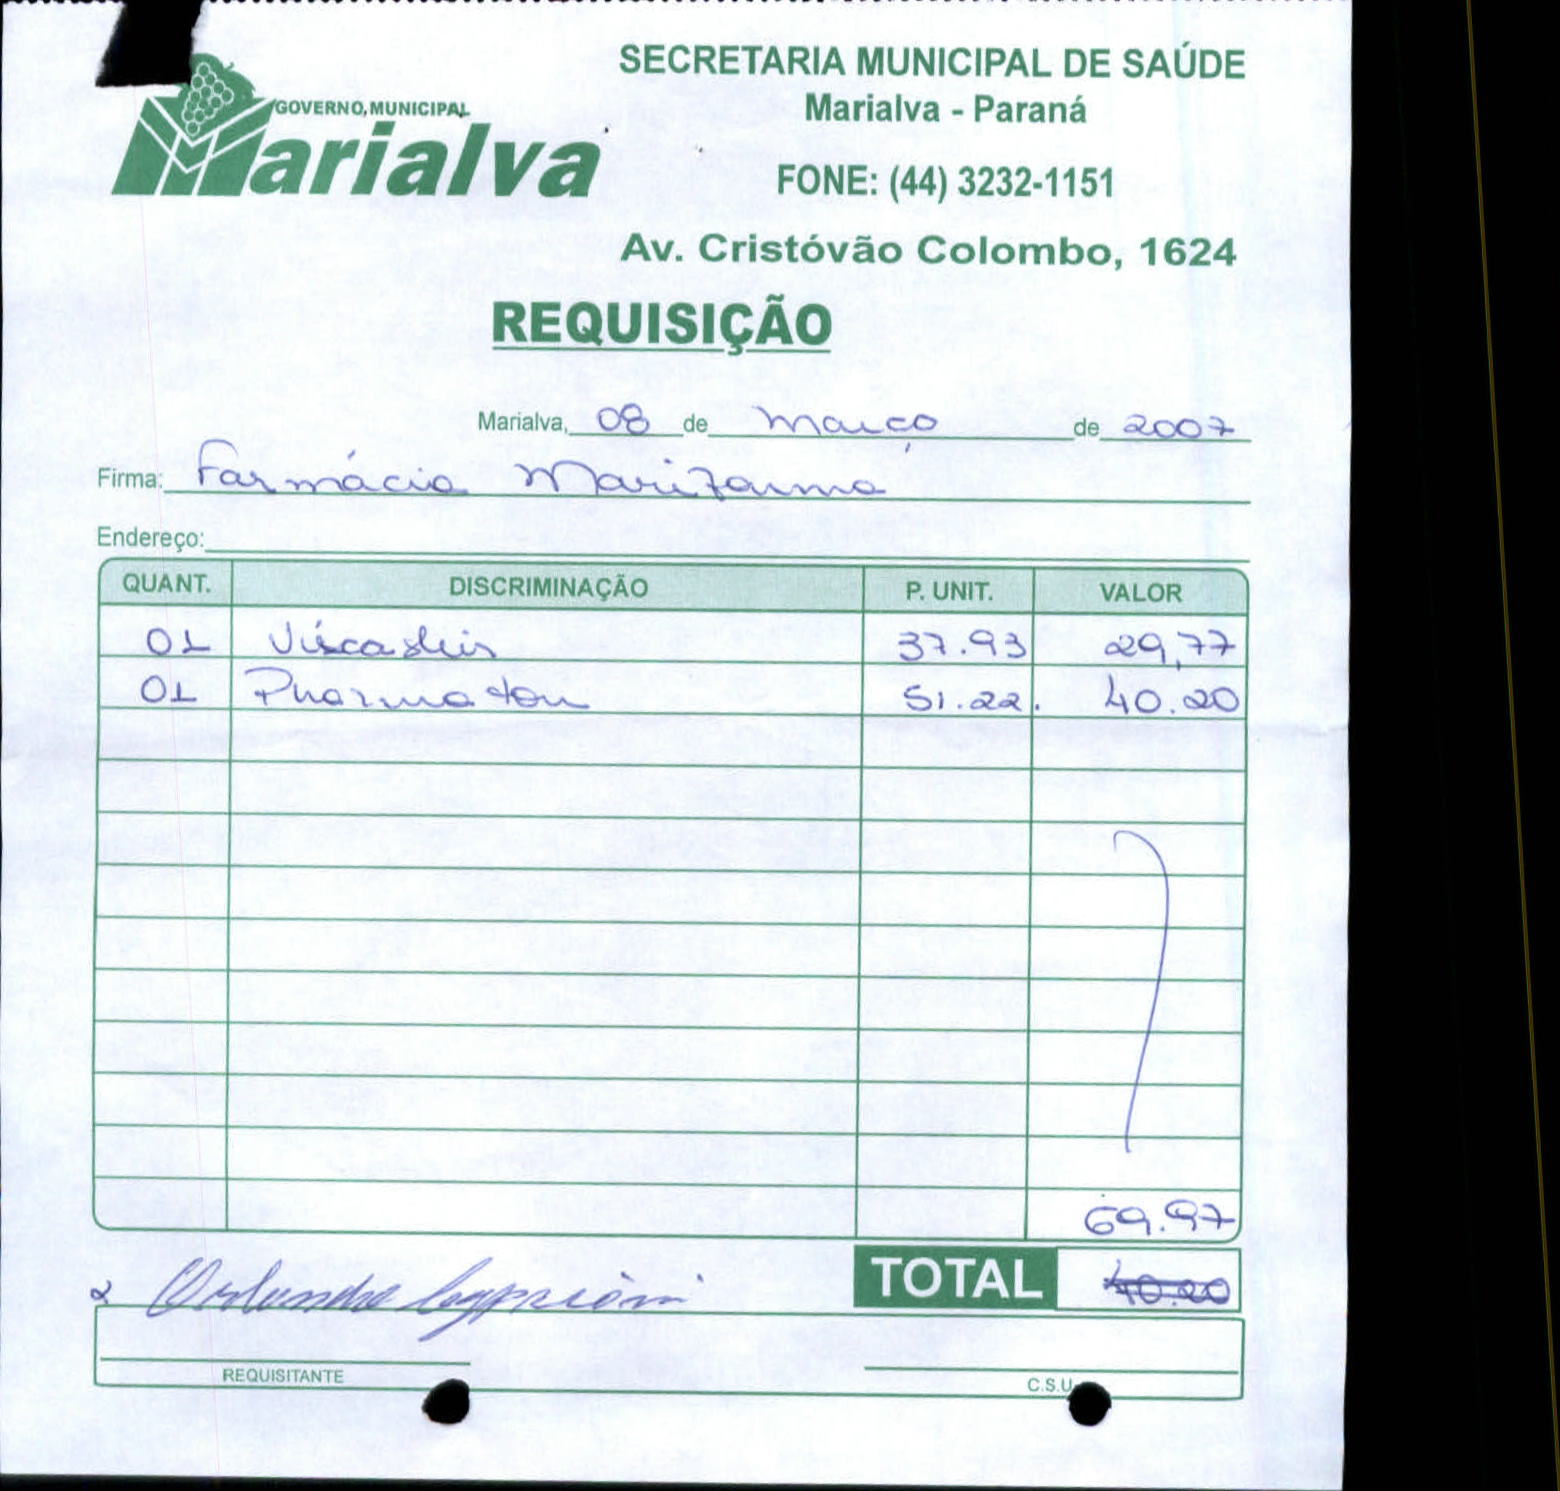 GOVERNO MUNICIPAL
Marialva
SECRETARIA MUNICIPAL DE SAÚDE
Marialva - Paraná
FONE: (44) 3232-1151
Av. Cristóvão Colombo, 1624
REQUISIÇÃO
Marialva, 08 de março de 2007
Firma: Farmácia Marifarma
Endereço:
QUANT. DISCRIMINAÇÃO P. UNIT. VALOR
01 37.93 29,77
01 Pharmaton 51.22. 40.20
69.97
TOTAL 40.20
REQUISITANTE
C.S.U.